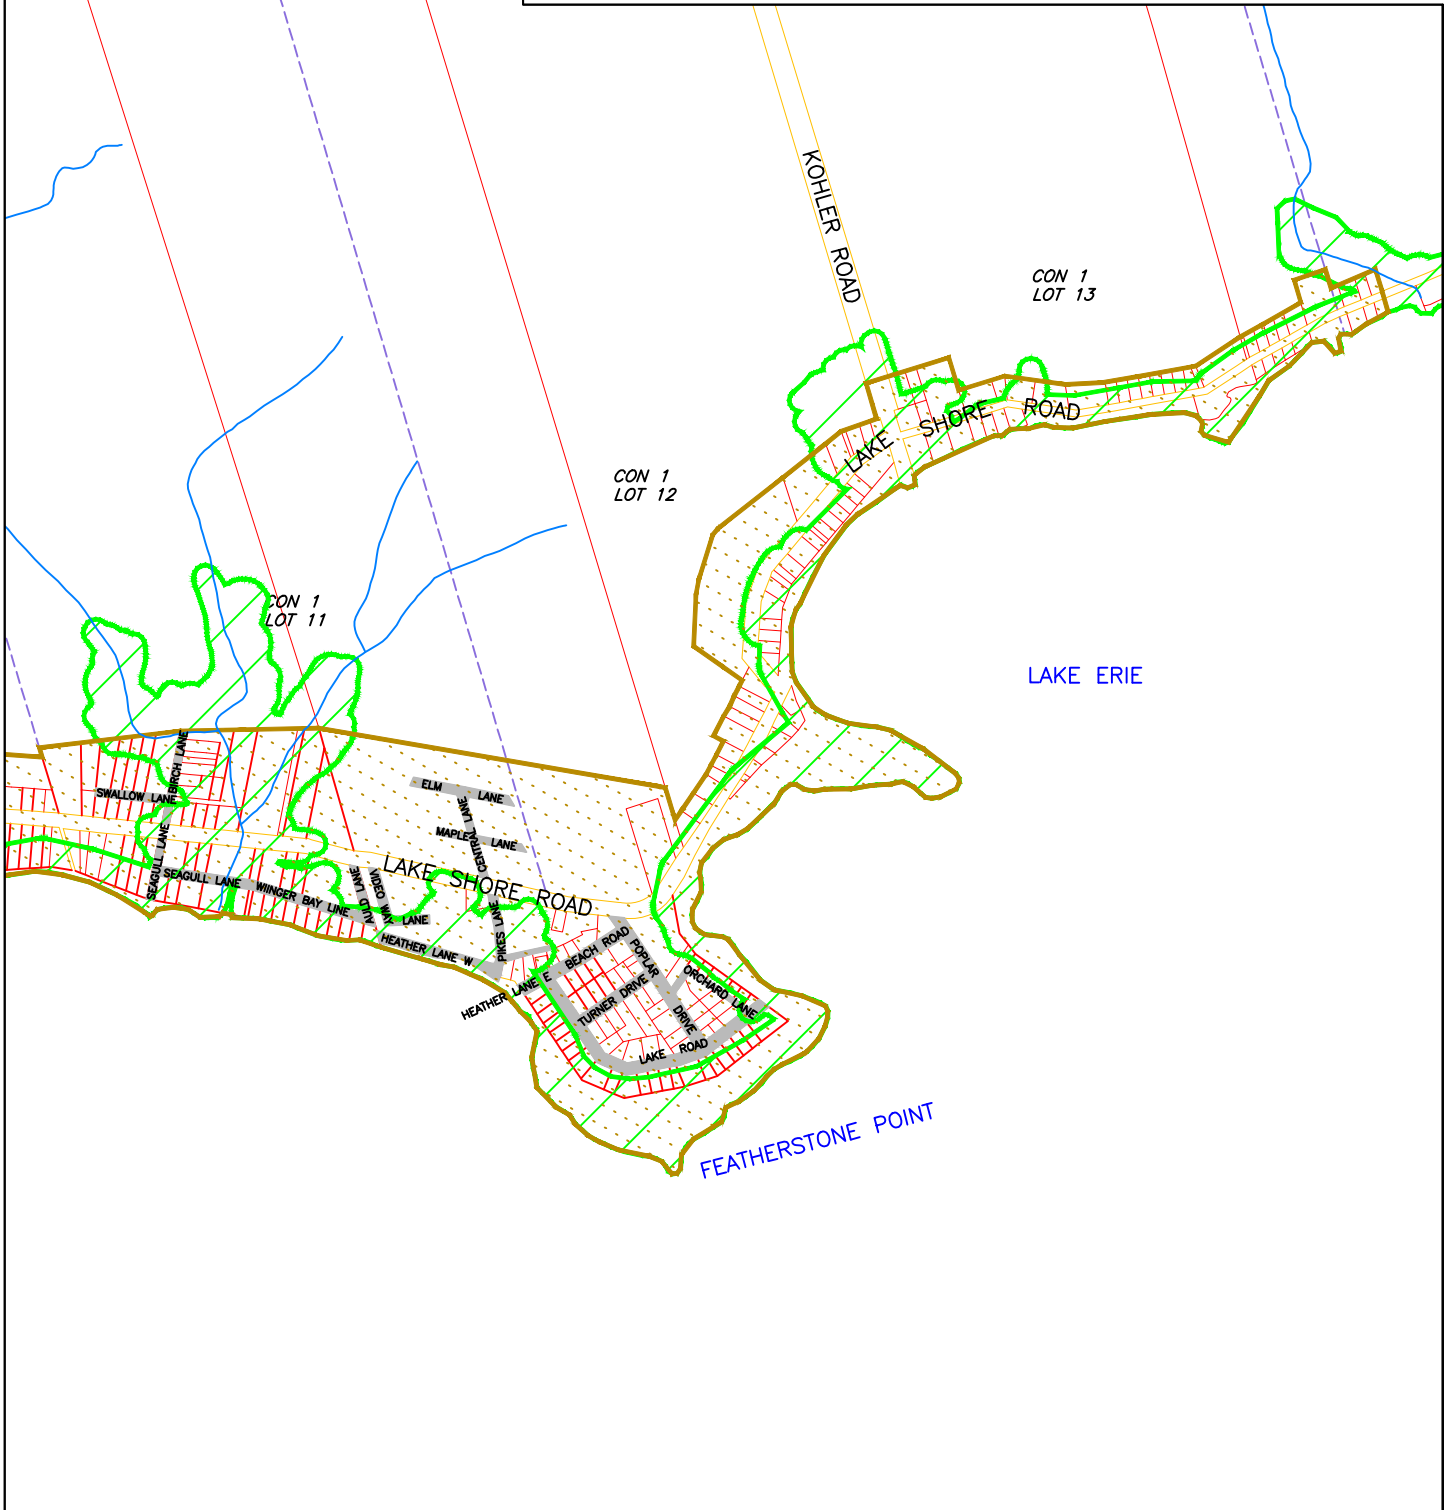 KOHLER ROAD
CON 1
LOT 13
LAKE SHORE ROAD
CON 1
LOT 12
CON 1
LOT 11
LAKE ERIE
BIRCH LANE
SWALLOW LANE
SEAGULL LANE
SEAGULL LANE
WINGER BAY LINE
ELM LANE
CENTRAL LANE
MAPLE LANE
LAKE SHORE ROAD
AULD LANE
VIDEO WAY
LANE
PIKES LANE
HEATHER LANE W
HEATHER LANE E
BEACH ROAD
POPLAR DRIVE
TURNER DRIVE
ORCHARD LANE
LAKE ROAD
FEATHERSTONE POINT